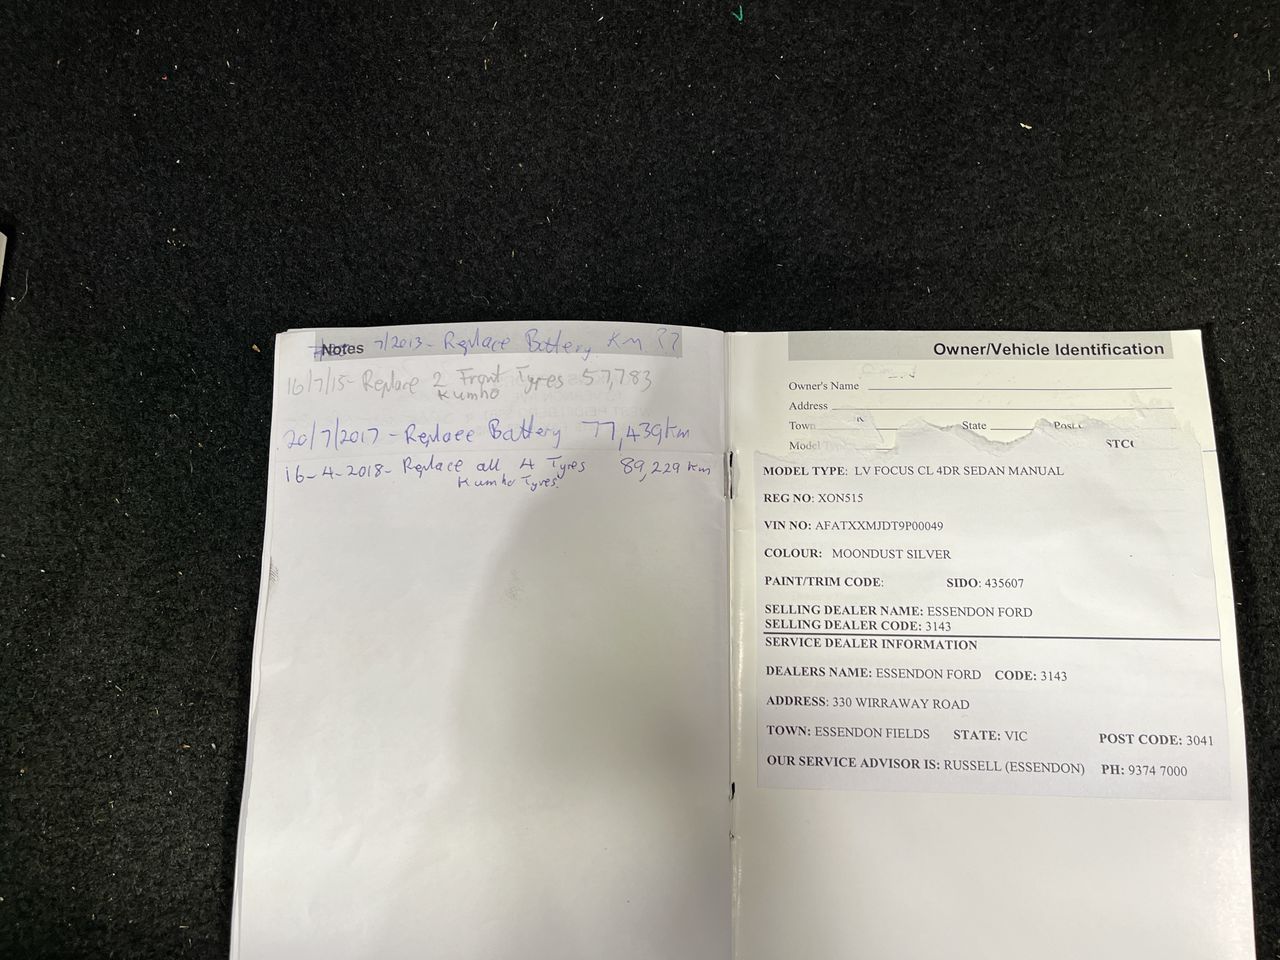 Notes 7/2013 - Replace Battery Km ??
16/7/15 - Replace 2 Front Tyres 57,783
Kumho
20/7/2017 - Replace Battery 77,439km
16-4-2018 - Replace all 4 Tyres 89,229 km
Kumho Tyres.
Owner/Vehicle Identification
Owner's Name
Address
Town State Post
Model STC
MODEL TYPE: LV FOCUS CL 4DR SEDAN MANUAL
REG NO: XON515
VIN NO: AFATXXMJDT9P00049
COLOUR: MOONDUST SILVER
PAINT/TRIM CODE: SIDO: 435607
SELLING DEALER NAME: ESSENDON FORD
SELLING DEALER CODE: 3143
SERVICE DEALER INFORMATION
DEALERS NAME: ESSENDON FORD CODE: 3143
ADDRESS: 330 WIRRAWAY ROAD
TOWN: ESSENDON FIELDS STATE: VIC POST CODE: 3041
OUR SERVICE ADVISOR IS: RUSSELL (ESSENDON) PH: 9374 7000